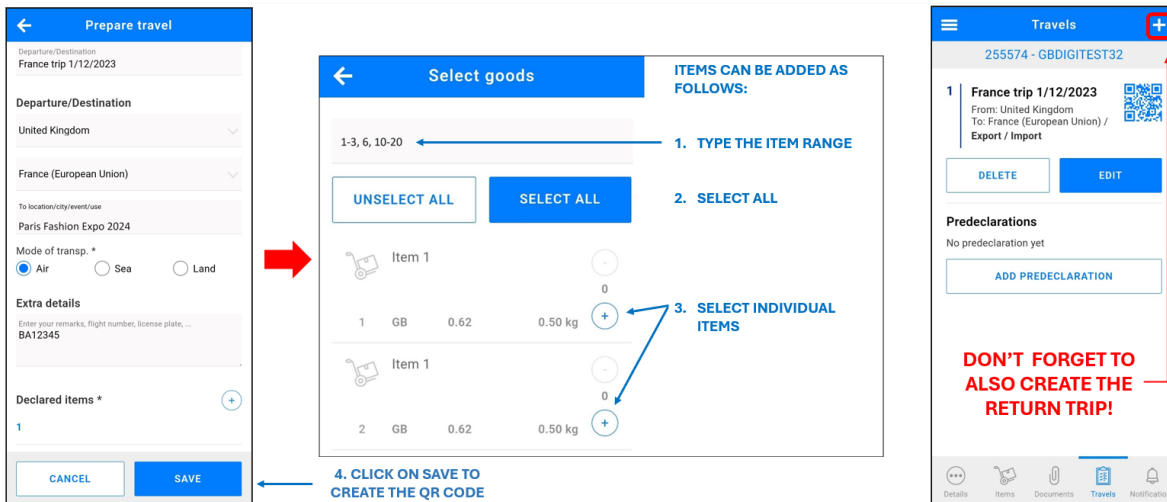 Prepare travel
Departure/Destination
France trip 1/12/2023
Departure/Destination
United Kingdom
France (European Union)
To location/city/event/use
Paris Fashion Expo 2024
Mode of transp. *
Air
Sea
Land
Extra details
Enter your remarks, flight number, license plate, ...
BA12345
Declared items *
+
1
CANCEL
SAVE
Select goods
1-3, 6, 10-20
UNSELECT ALL
SELECT ALL
Item 1
-
0
1 GB 0.62 0.50 kg +
Item 1
-
0
2 GB 0.62 0.50 kg +
ITEMS CAN BE ADDED AS
FOLLOWS:
1. TYPE THE ITEM RANGE
2. SELECT ALL
3. SELECT INDIVIDUAL
ITEMS
4. CLICK ON SAVE TO
CREATE THE QR CODE
Travels
+
255574 - GBDIGITEST32
1
France trip 1/12/2023
From: United Kingdom
To: France (European Union) /
Export / Import
DELETE
EDIT
Predeclarations
No predeclaration yet
ADD PREDECLARATION
DON'T FORGET TO
ALSO CREATE THE
RETURN TRIP!
Details
Items
Documents
Travels
Notification